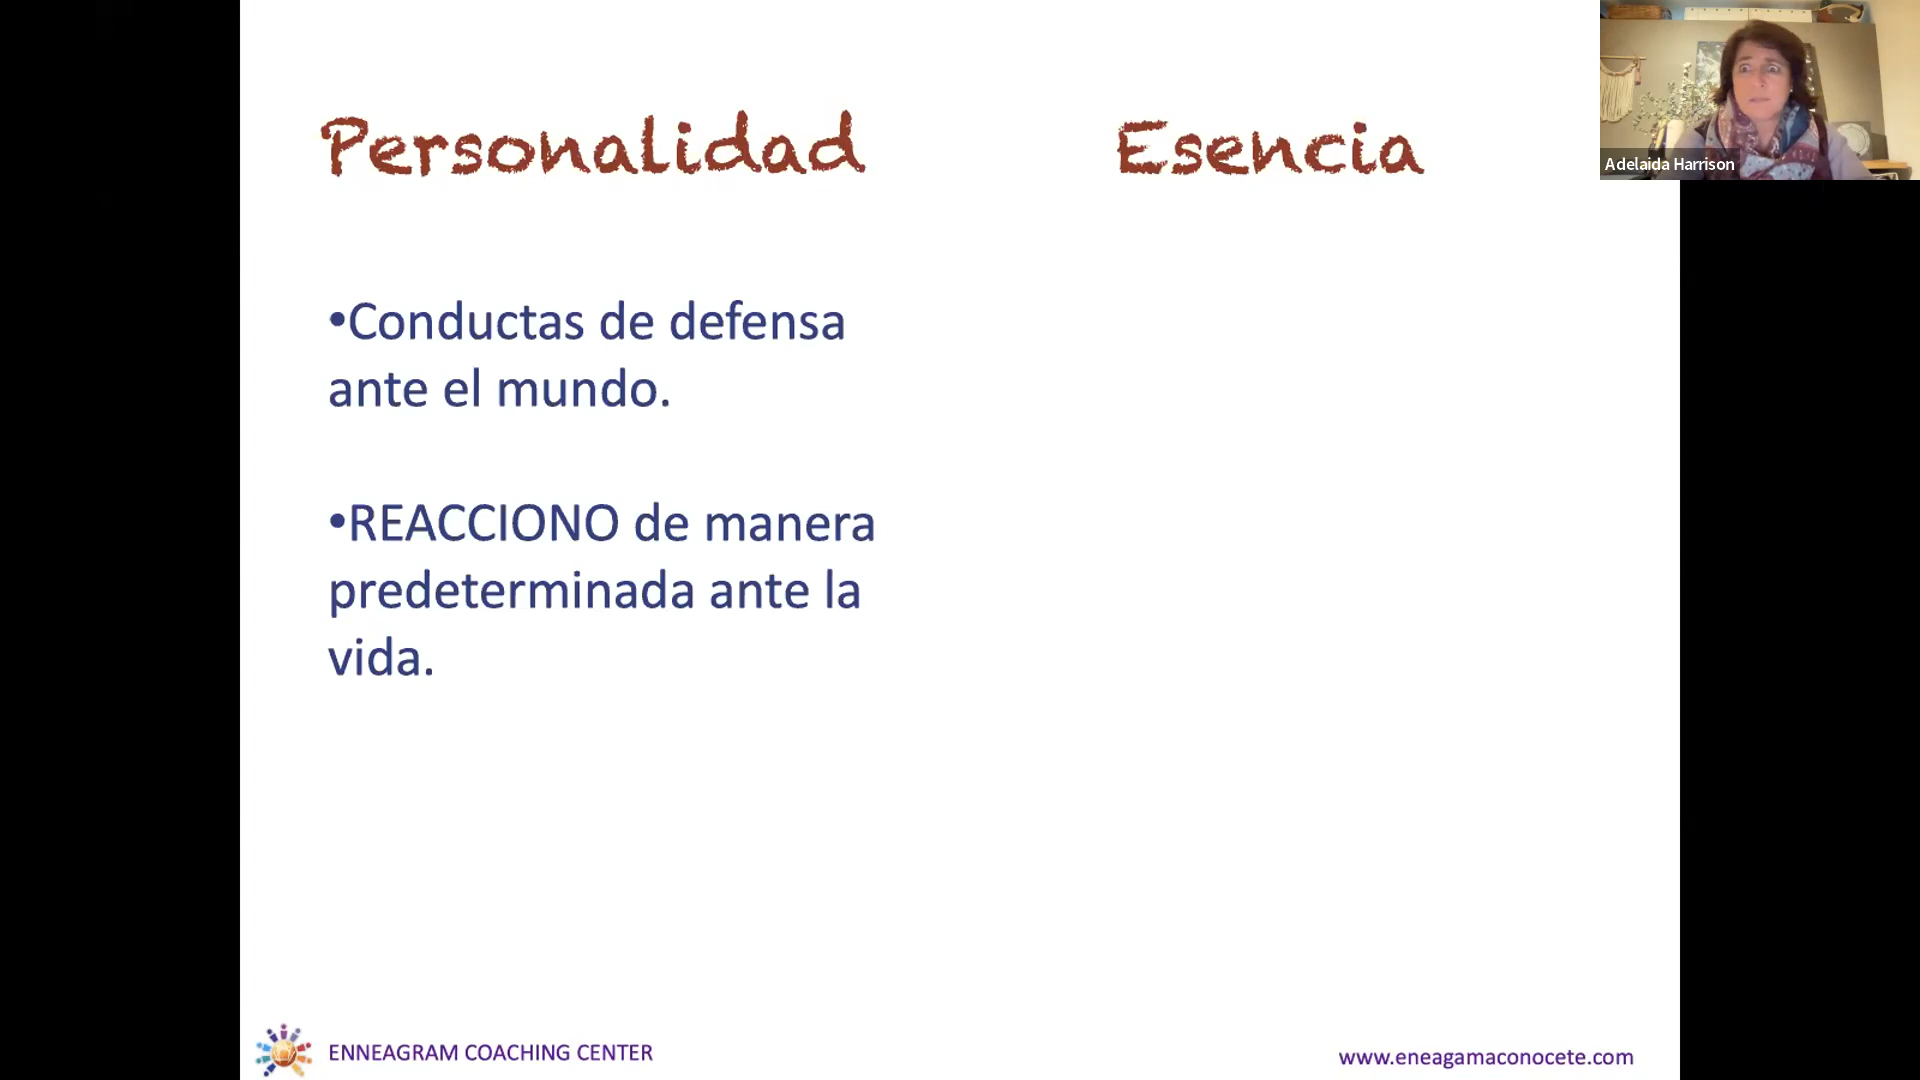 Personalidad
Esencia
Adelaida Harrison
•Conductas de defensa
ante el mundo.
•REACCIONO de manera
predeterminada ante la
vida.
ENNEAGRAM COACHING CENTER
www.eneagamaconocete.com